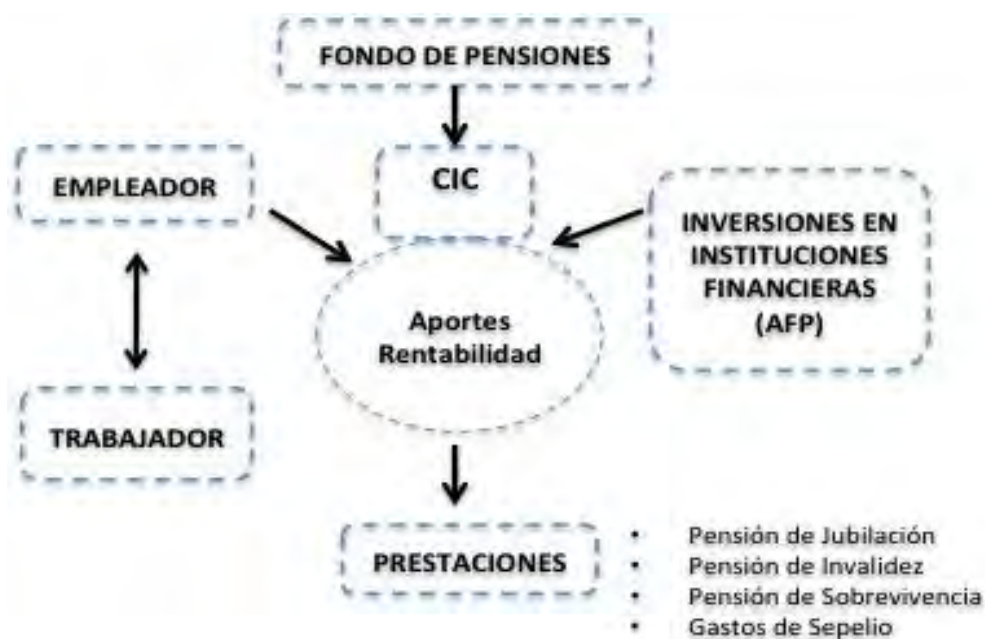 FONDO DE PENSIONES
CIC
EMPLEADOR
INVERSIONES EN
INSTITUCIONES
FINANCIERAS
(AFP)
Aportes
Rentabilidad
TRABAJADOR
PRESTACIONES
• Pensión de Jubilación
• Pensión de Invalidez
• Pensión de Sobrevivencia
• Gastos de Sepelio